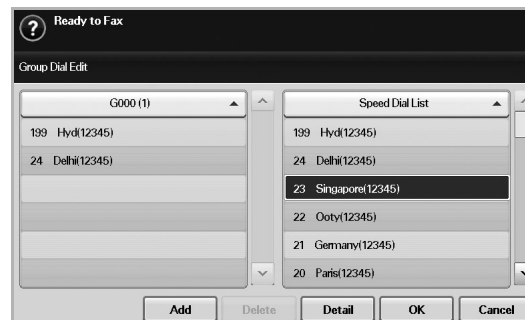 Ready to Fax
Group Dial Edit
G000 (1)
199 Hyd(12345)
24 Delhi(12345)
Speed Dial List
199 Hyd(12345)
24 Delhi(12345)
23 Singapore(12345)
22 Ooty(12345)
21 Germany(12345)
20 Paris(12345)
Add Delete Detail OK Cancel